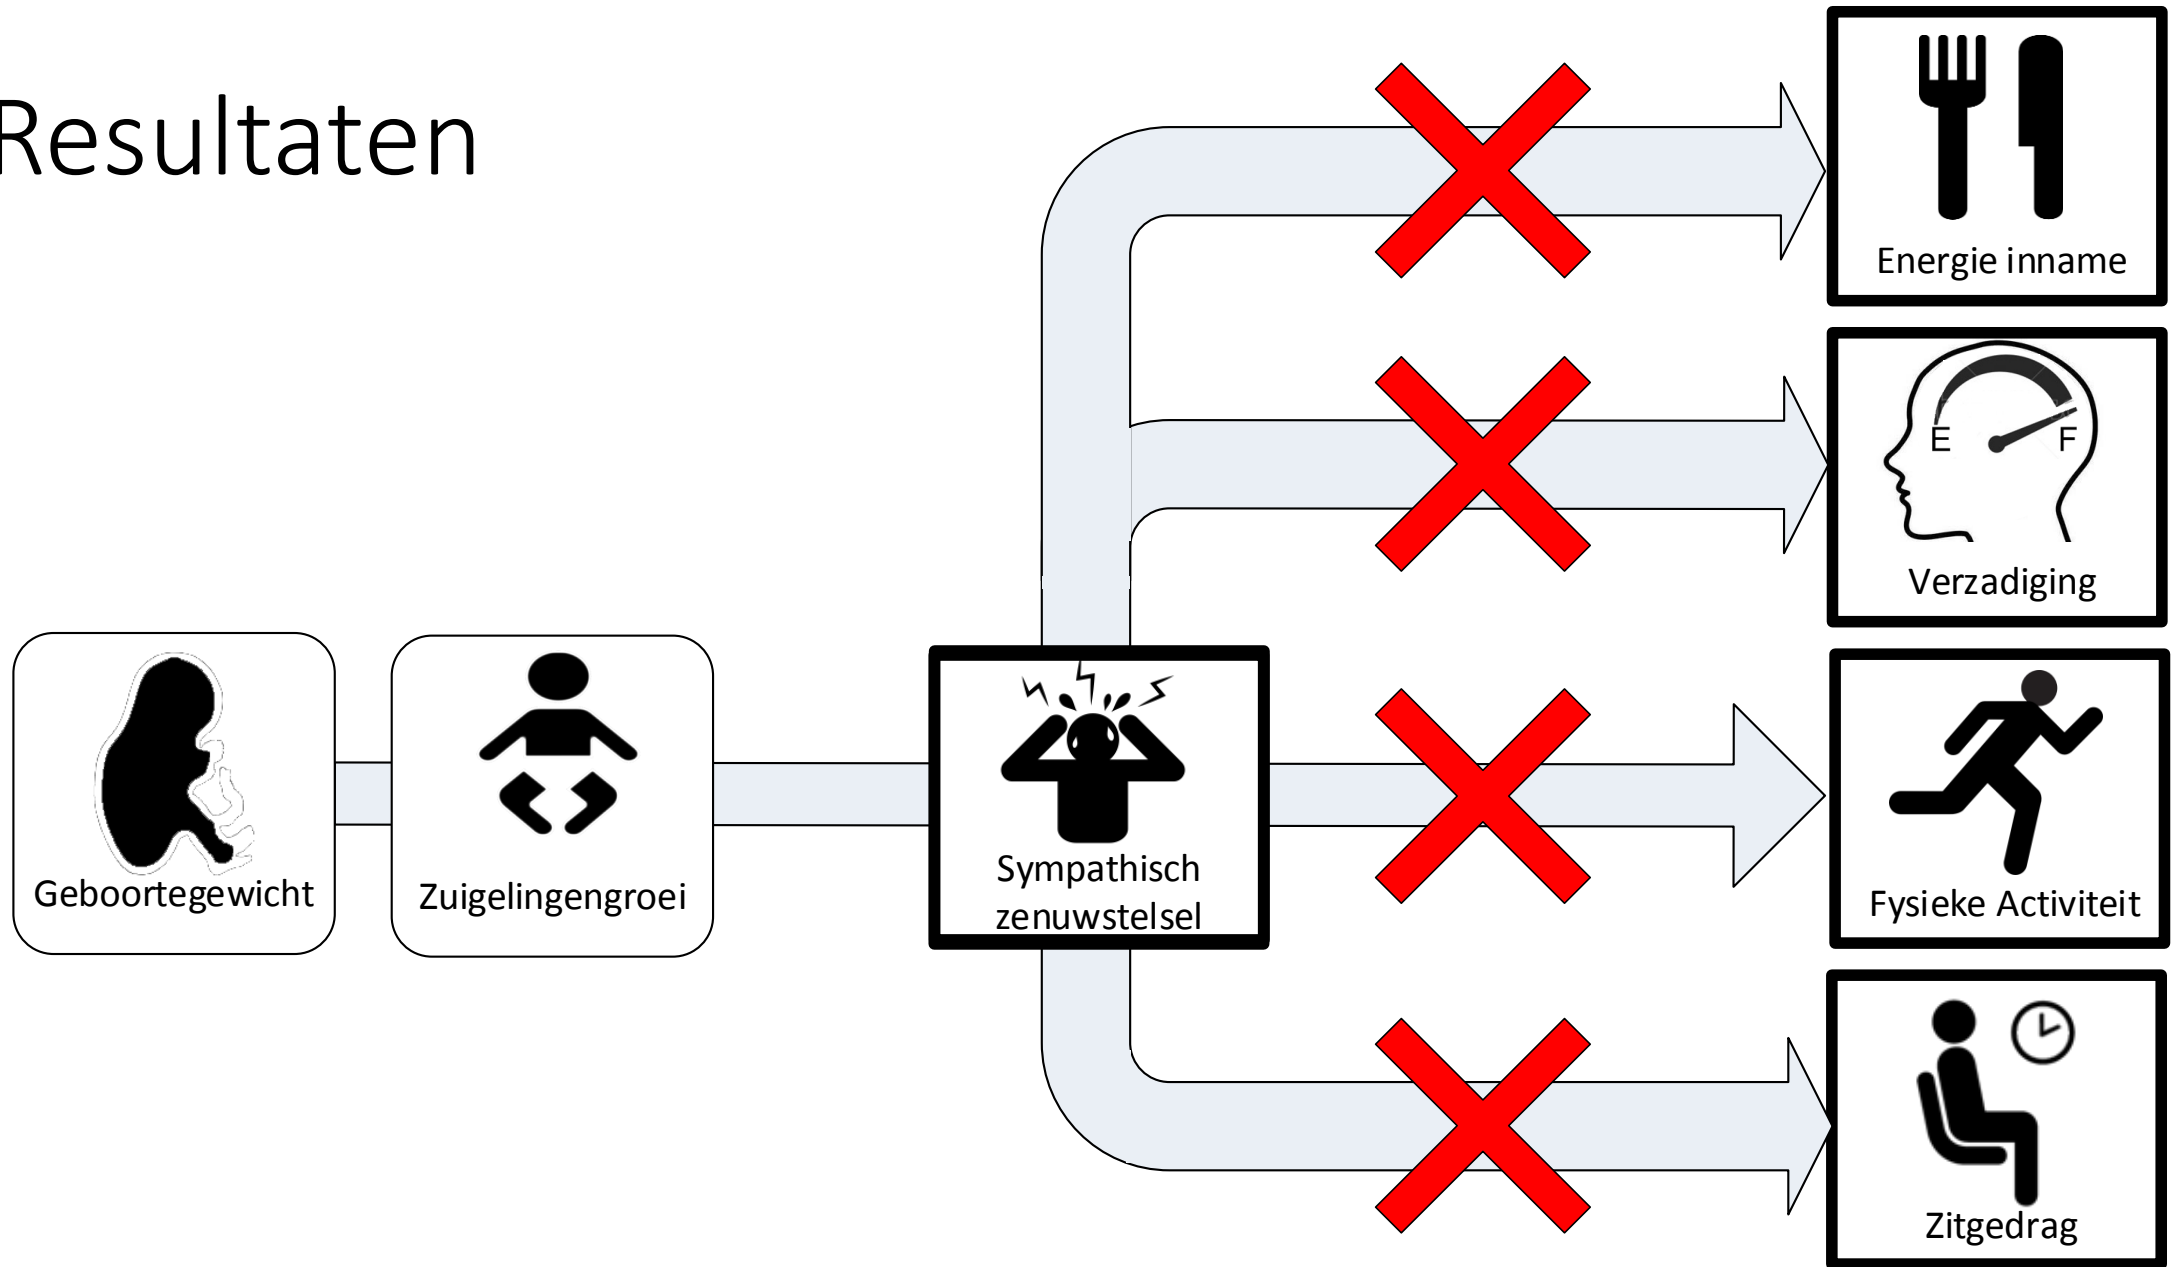 Resultaten
Energie inname
E F
Verzadiging
Geboortegewicht
Zuigelingengroei
Sympathisch
zenuwstelsel
Fysieke Activiteit
Zitgedrag